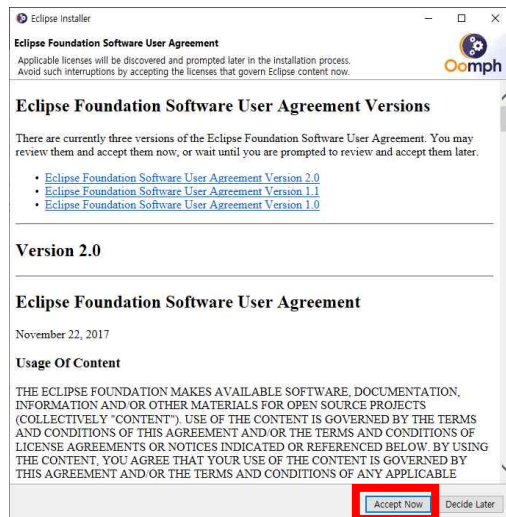 Eclipse Installer
Eclipse Foundation Software User Agreement
Applicable licenses will be discovered and prompted later in the installation process.
Avoid such interruptions by accepting the licenses that govern Eclipse content now.
Oomph
Eclipse Foundation Software User Agreement Versions
There are currently three versions of the Eclipse Foundation Software User Agreement. You may
review them and accept them now, or wait until you are prompted to review and accept them later.
• Eclipse Foundation Software User Agreement Version 2.0
• Eclipse Foundation Software User Agreement Version 1.1
• Eclipse Foundation Software User Agreement Version 1.0
Version 2.0
Eclipse Foundation Software User Agreement
November 22, 2017
Usage Of Content
THE ECLIPSE FOUNDATION MAKES AVAILABLE SOFTWARE, DOCUMENTATION,
INFORMATION AND/OR OTHER MATERIALS FOR OPEN SOURCE PROJECTS
(COLLECTIVELY "CONTENT"). USE OF THE CONTENT IS GOVERNED BY THE TERMS
AND CONDITIONS OF THIS AGREEMENT AND/OR THE TERMS AND CONDITIONS OF
LICENSE AGREEMENTS OR NOTICES INDICATED OR REFERENCED BELOW. BY USING
THE CONTENT, YOU AGREE THAT YOUR USE OF THE CONTENT IS GOVERNED BY
THIS AGREEMENT AND/OR THE TERMS AND CONDITIONS OF ANY APPLICABLE
Accept Now Decide Later